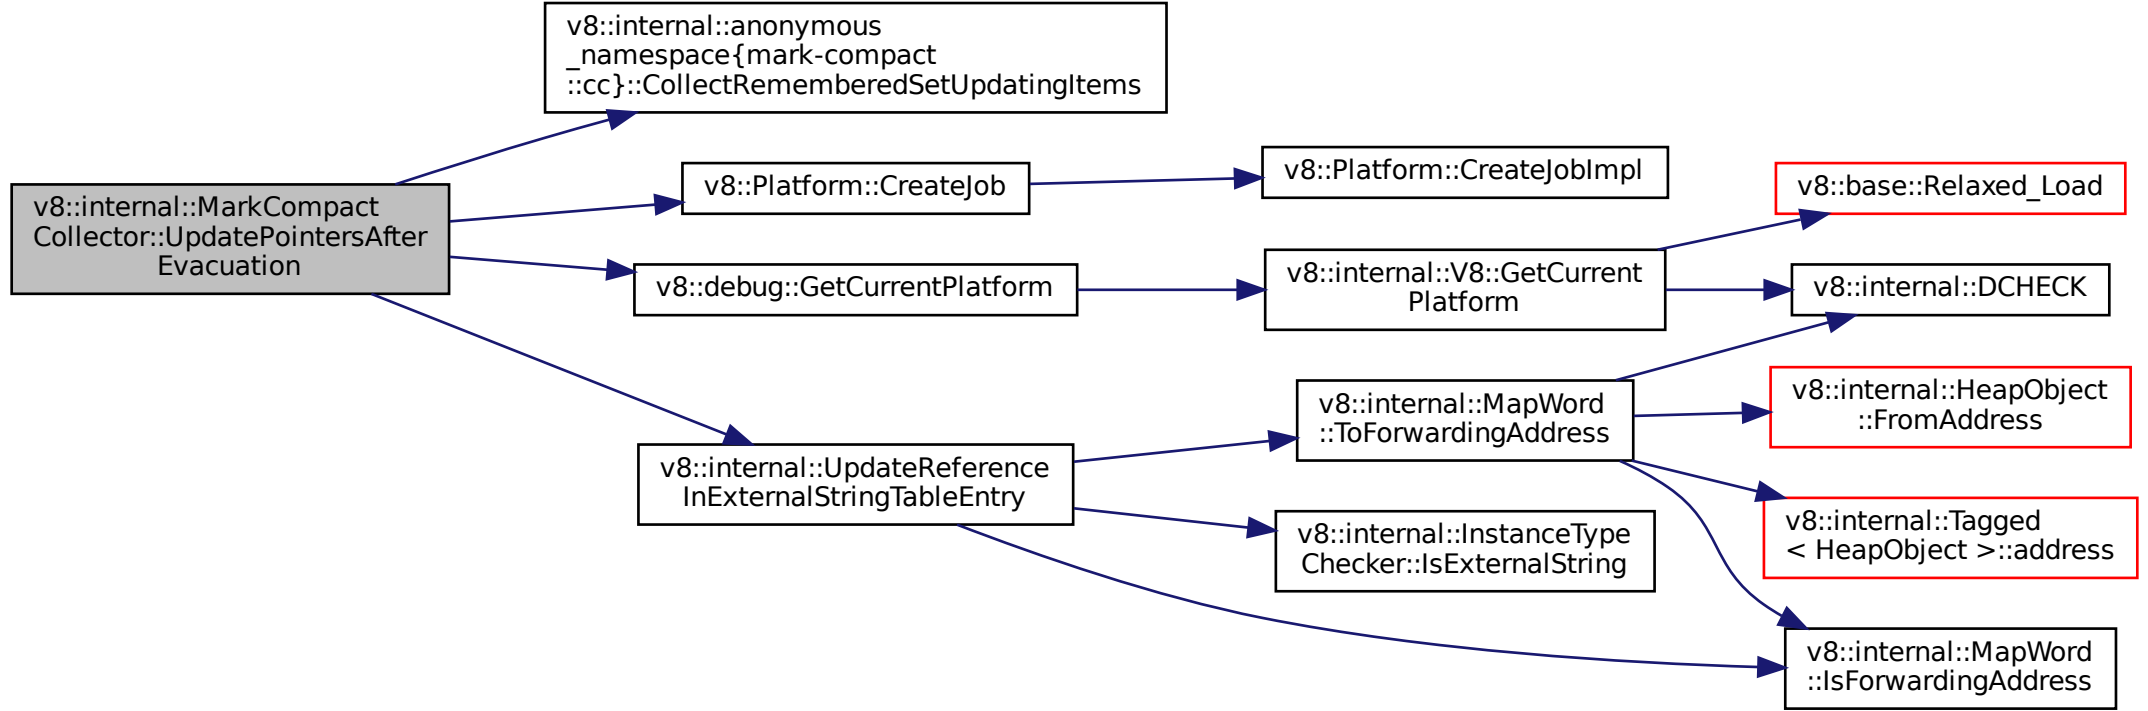 v8::internal::MarkCompact
Collector::UpdatePointersAfter
Evacuation
v8::internal::anonymous
_namespace{mark-compact
::cc}::CollectRememberedSetUpdatingItems
v8::Platform::CreateJob
v8::Platform::CreateJobImpl
v8::debug::GetCurrentPlatform
v8::internal::V8::GetCurrent
Platform
v8::base::Relaxed_Load
v8::internal::DCHECK
v8::internal::UpdateReference
InExternalStringTableEntry
v8::internal::MapWord
::ToForwardingAddress
v8::internal::HeapObject
::FromAddress
v8::internal::Tagged
< HeapObject >::address
v8::internal::InstanceType
Checker::IsExternalString
v8::internal::MapWord
::IsForwardingAddress